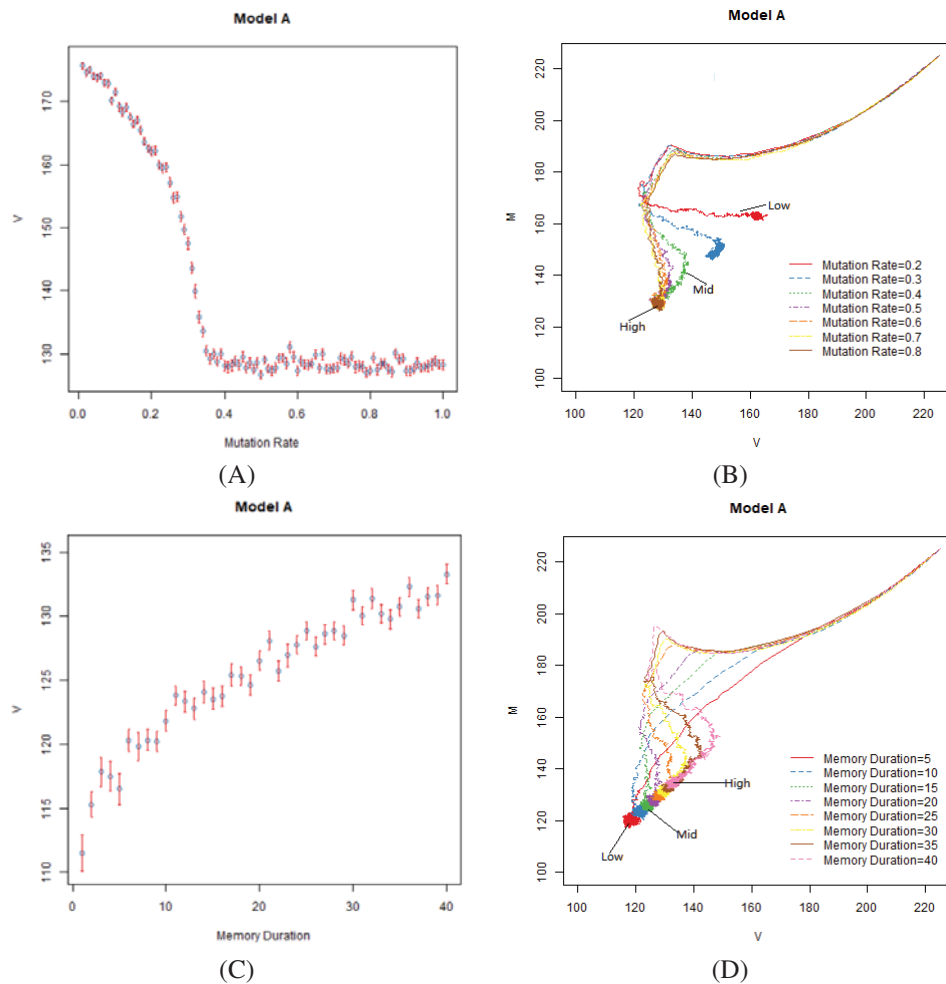 Model A
V
170
160
150
140
130
0.0 0.2 0.4 0.6 0.8 1.0
Mutation Rate
(A)
Model A
M
220
200
180
160
140
120
100
Low
Mid
High
Mutation Rate=0.2
Mutation Rate=0.3
Mutation Rate=0.4
Mutation Rate=0.5
Mutation Rate=0.6
Mutation Rate=0.7
Mutation Rate=0.8
100 120 140 160 180 200 220
V
(B)
Model A
V
135
130
125
120
115
110
0 10 20 30 40
Memory Duration
(C)
Model A
M
220
200
180
160
140
120
100
High
Mid
Low
Memory Duration=5
Memory Duration=10
Memory Duration=15
Memory Duration=20
Memory Duration=25
Memory Duration=30
Memory Duration=35
Memory Duration=40
100 120 140 160 180 200 220
V
(D)